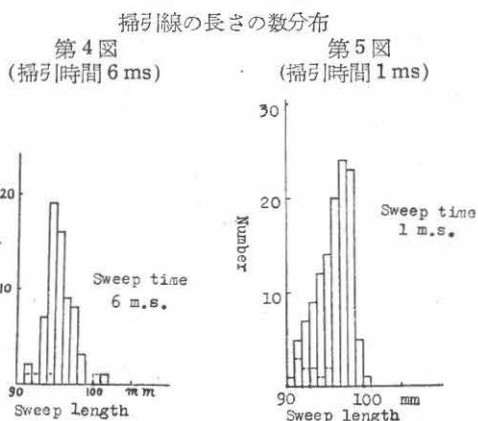 掃引線の長さの数分布
第4図
(掃引時間 6 ms)
20
10
Sweep time
6 m.s.
90 100 mm
Sweep length
第5図
(掃引時間 1 ms)
30
20
10
Number
Sweep time
1 m.s.
90 100 mm
Sweep length